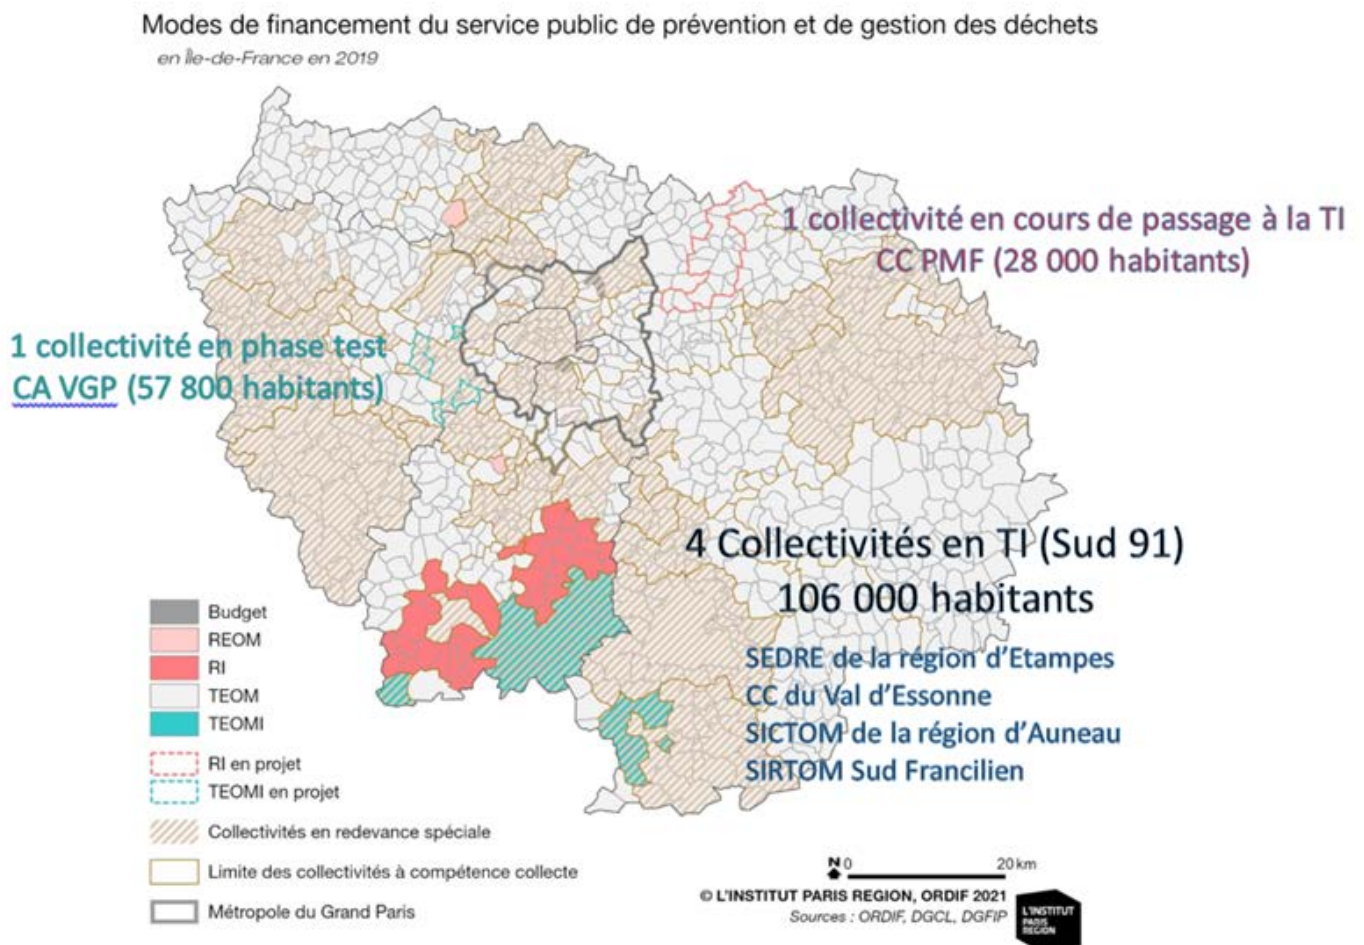 Modes de financement du service public de prévention et de gestion des déchets
en Île-de-France en 2019
1 collectivité en cours de passage à la TI
CC PMF (28 000 habitants)
1 collectivité en phase test
CA VGP (57 800 habitants)
4 Collectivités en TI (Sud 91)
106 000 habitants
SEDRE de la région d'Etampes
CC du Val d'Essonne
SICTOM de la région d'Auneau
SIRTOM Sud Francilien
Budget
REOM
RI
TEOM
TEOMI
RI en projet
TEOMI en projet
Collectivités en redevance spéciale
Limite des collectivités à compétence collecte
Métropole du Grand Paris
N 0 20 km
© L'INSTITUT PARIS REGION, ORDIF 2021
Sources : ORDIF, DGCL, DGFIP
L'INSTITUT
PARIS
REGION